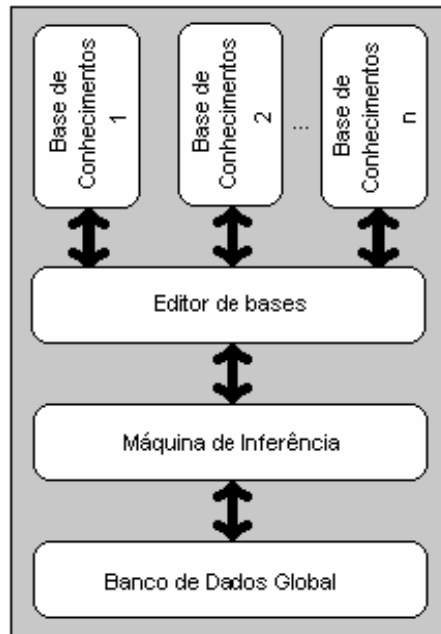 Base de
Conhecimentos
1
Base de
Conhecimentos
2
...
Base de
Conhecimentos
n
Editor de bases
Máquina de Inferência
Banco de Dados Global